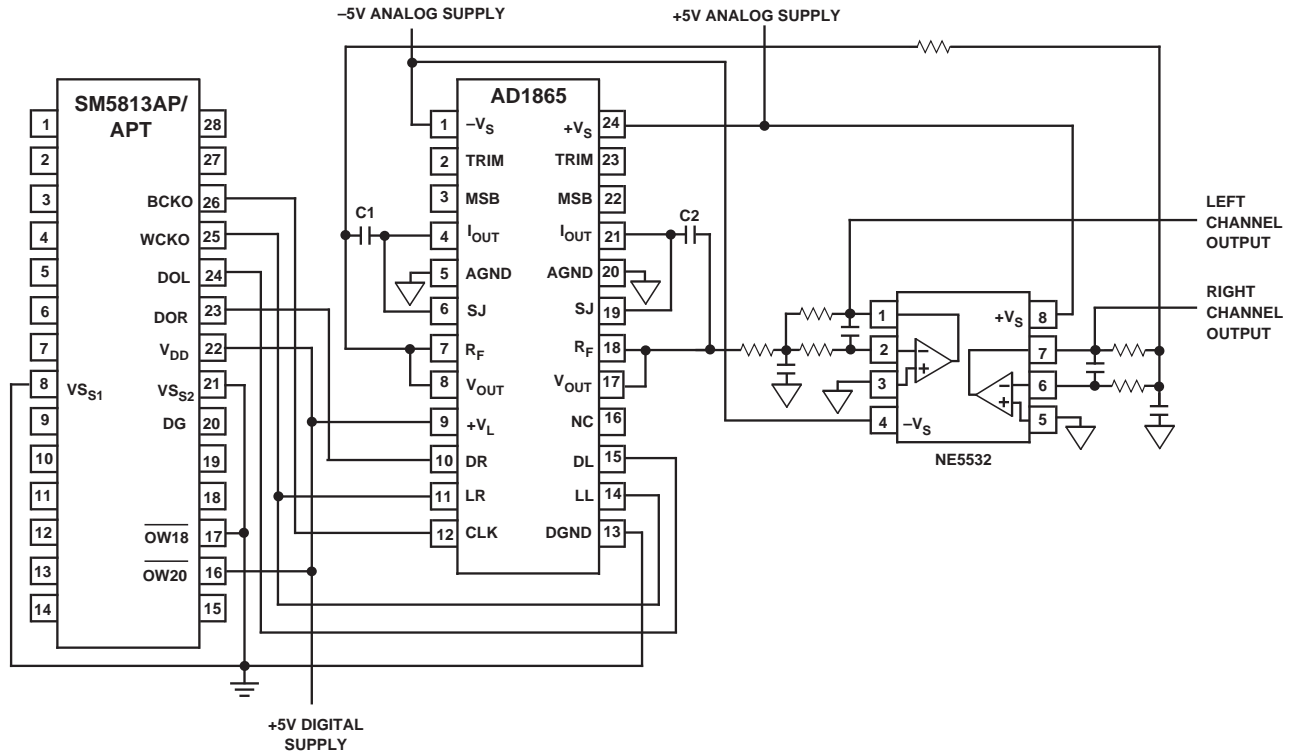 –5V ANALOG SUPPLY
+5V ANALOG SUPPLY
SM5813AP/
APT
1
2
3
4
5
6
7
8 VSS1
9
10
11
12
13
14
28
27
BCKO 26
WCKO 25
DOL 24
DOR 23
VDD 22
VSS2 21
DG 20
19
18
OW18 17
OW20 16
15
+5V DIGITAL
SUPPLY
C1
AD1865
1 –VS
2 TRIM
3 MSB
4 IOUT
5 AGND
6 SJ
7 RF
8 VOUT
9 +VL
10 DR
11 LR
12 CLK
+VS 24
TRIM 23
MSB 22
IOUT 21
AGND 20
SJ 19
RF 18
VOUT 17
NC 16
DL 15
LL 14
DGND 13
C2
1
2
3
4 –VS
+VS 8
7
6
5
–
+
–
+
NE5532
LEFT
CHANNEL
OUTPUT
RIGHT
CHANNEL
OUTPUT